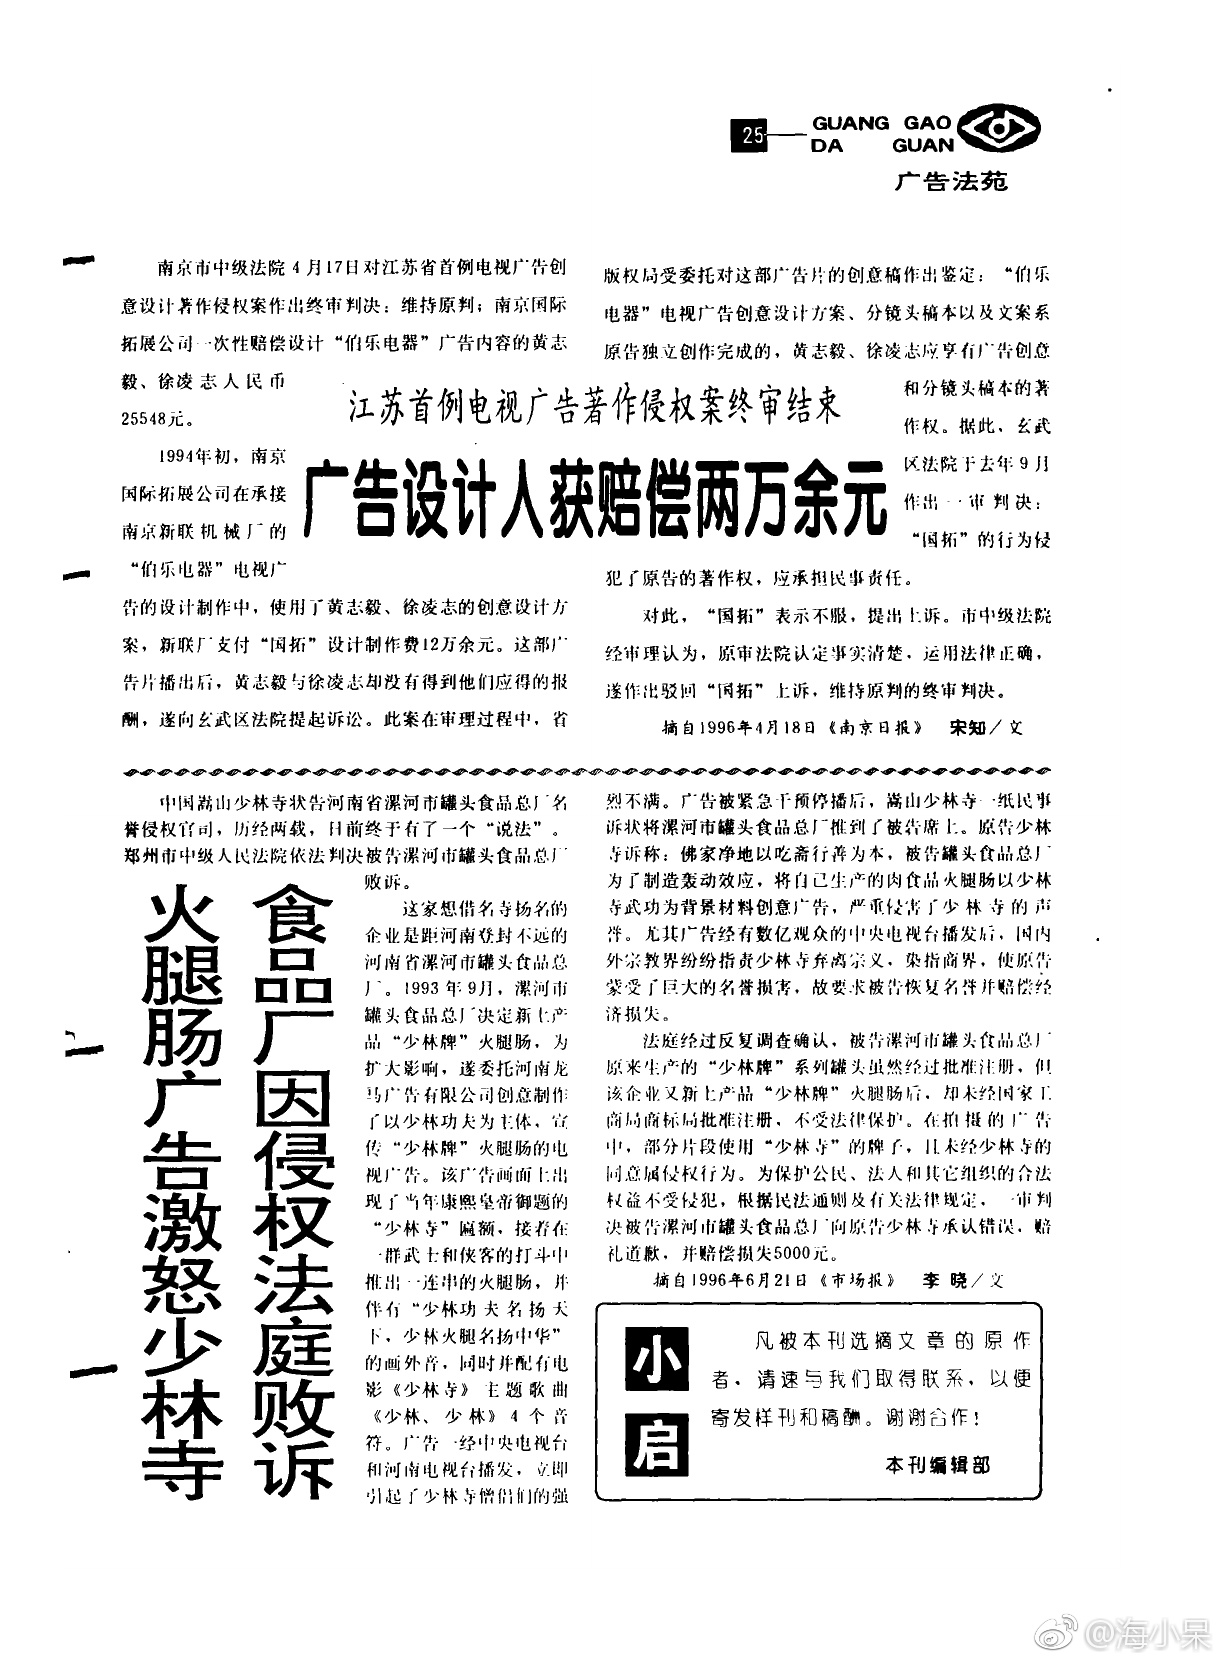 25
GUANG GAO
DA GUAN
广告法苑
江苏首例电视广告著作侵权案终审结束
广告设计人获赔偿两万余元
南京市中级法院4月17日对江苏省首例电视广告创
意设计著作侵权案作出终审判决：维持原判；南京国际
拓展公司一次性赔偿设计“伯乐电器”广告内容的黄志
毅、徐凌志人民币
25548元。
1994年初，南京
国际拓展公司在承接
南京新联机械厂的
“伯乐电器”电视广
告的设计制作中，使用了黄志毅、徐凌志的创意设计方
案，新联厂支付“国拓”设计制作费12万余元。这部广
告片播出后，黄志毅与徐凌志却没有得到他们应得的报
酬，遂向玄武区法院提起诉讼。此案在审理过程中，省
版权局受委托对这部广告片的创意稿作出鉴定：“伯乐
电器”电视广告创意设计方案、分镜头稿本以及文案系
原告独立创作完成的，黄志毅、徐凌志应享有广告创意
和分镜头稿本的著
作权。据此，玄武
区法院于去年9月
作出一审判决：
“国拓”的行为侵
犯了原告的著作权，应承担民事责任。
对此，“国拓”表示不服，提出上诉。市中级法院
经审理认为，原审法院认定事实清楚，运用法律正确，
遂作出驳回“国拓”上诉，维持原判的终审判决。
摘自1996年4月18日《南京日报》 宋知／文
食品厂因侵权法庭败诉
火腿肠广告激怒少林寺
中国嵩山少林寺状告河南省漯河市罐头食品总厂名
誉侵权官司，历经两载，日前终于有了一个“说法”。
郑州市中级人民法院依法判决被告漯河市罐头食品总厂
败诉。
这家想借名寺扬名的
企业是距河南登封不远的
河南省漯河市罐头食品总
厂。1993年9月，漯河市
罐头食品总厂决定新上产
品“少林牌”火腿肠，为
扩大影响，遂委托河南龙
马广告有限公司创意制作
了以少林功夫为主体，宣
传“少林牌”火腿肠的电
视广告。该广告画面上出
现了当年康熙皇帝御题的
“少林寺”匾额，接着在
一群武士和侠客的打斗中
推出一连串的火腿肠，并
伴有“少林功夫名扬天
下，少林火腿名扬中华”
的画外音，同时并配有电
影《少林寺》主题歌曲
《少林、少林》4个音
符。广告一经中央电视台
和河南电视台播发，立即
引起了少林寺僧侣们的强
烈不满。广告被紧急干预停播后，嵩山少林寺一纸民事
诉状将漯河市罐头食品总厂推到了被告席上。原告少林
寺诉称：佛家净地以吃斋行善为本，被告罐头食品总厂
为了制造轰动效应，将自己生产的肉食品火腿肠以少林
寺武功为背景材料创意广告，严重侵害了少林寺的声
誉。尤其广告经有数亿观众的中央电视台播发后，国内
外宗教界纷纷指责少林寺弃离宗义，染指商界，使原告
蒙受了巨大的名誉损害，故要求被告恢复名誉并赔偿经
济损失。
法庭经过反复调查确认，被告漯河市罐头食品总厂
原来生产的“少林牌”系列罐头虽然经过批准注册，但
该企业又新上产品“少林牌”火腿肠后，却未经国家工
商局商标局批准注册，不受法律保护。在拍摄的广告
中，部分片段使用“少林寺”的牌子，且未经少林寺的
同意属侵权行为。为保护公民、法人和其它组织的合法
权益不受侵犯，根据民法通则及有关法律规定，一审判
决被告漯河市罐头食品总厂向原告少林寺承认错误，赔
礼道歉，并赔偿损失5000元。
摘自1996年6月21日《市场报》 李晓／文
小启
凡被本刊选摘文章的原作
者，请速与我们取得联系，以便
寄发样刊和稿酬。谢谢合作！
本刊编辑部
@海小呆